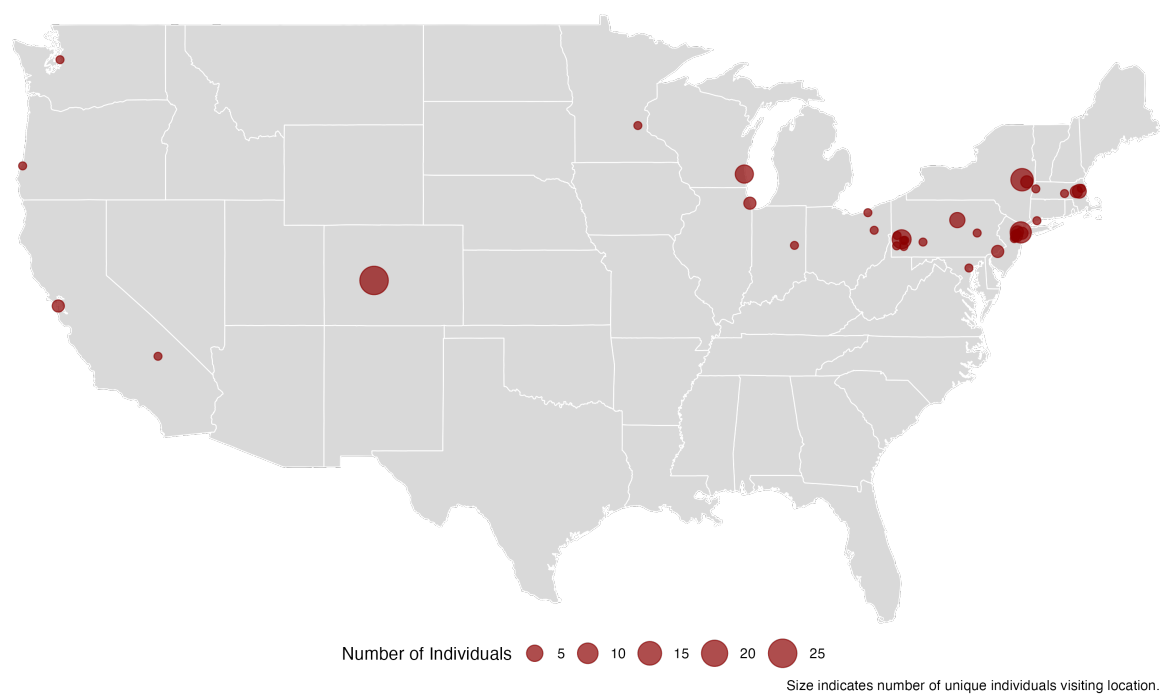 Number of Individuals 5 10 15 20 25
Size indicates number of unique individuals visiting location.